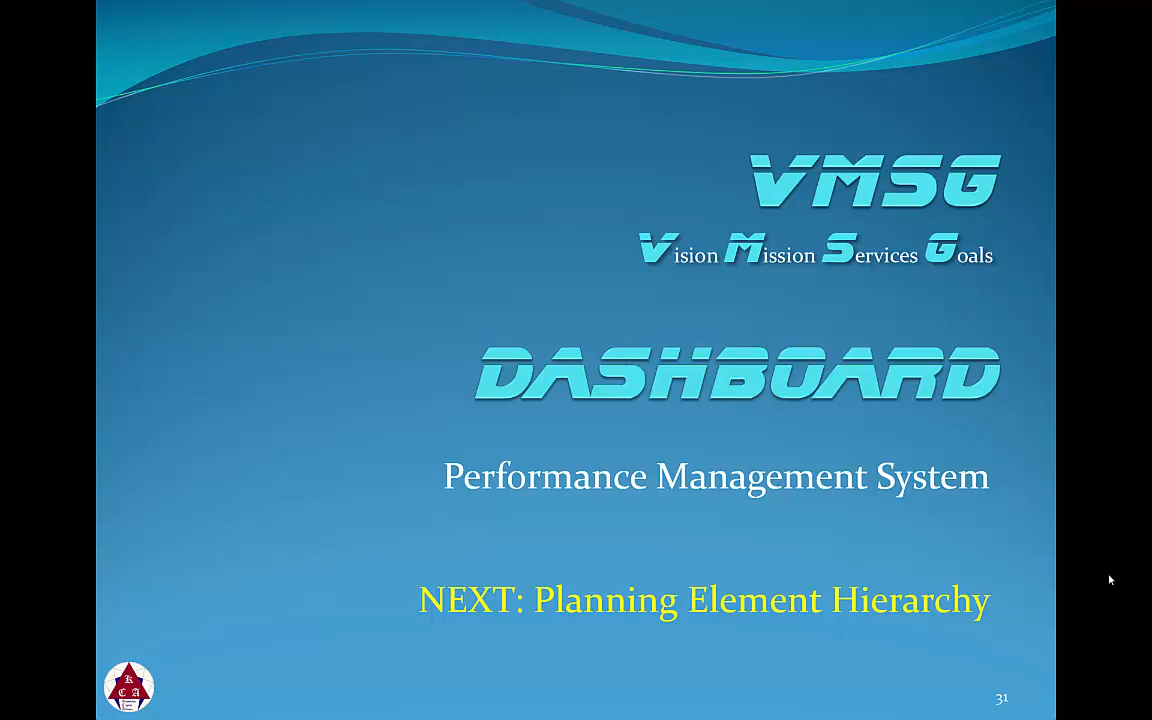 VMSG
Vision Mission Services Goals
DASHBOARD
Performance Management System
NEXT: Planning Element Hierarchy
K
C A
31